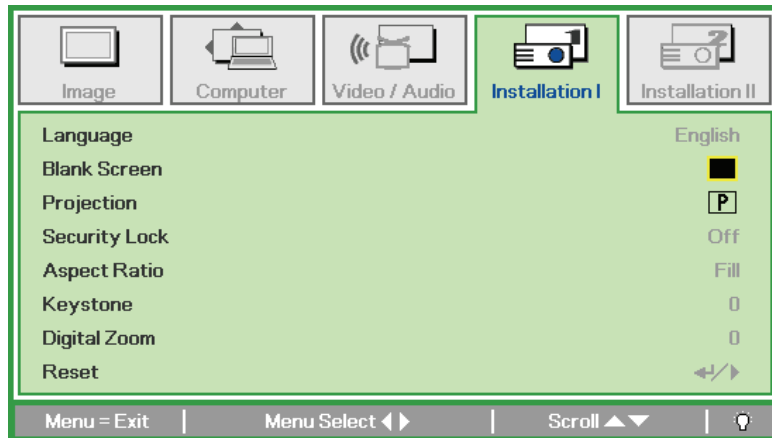 Image Computer Video / Audio Installation I Installation II
Language English
Blank Screen
Projection P
Security Lock Off
Aspect Ratio Fill
Keystone 0
Digital Zoom 0
Reset ↵/▶
Menu = Exit | Menu Select ◀▶ | Scroll ▲▼ |